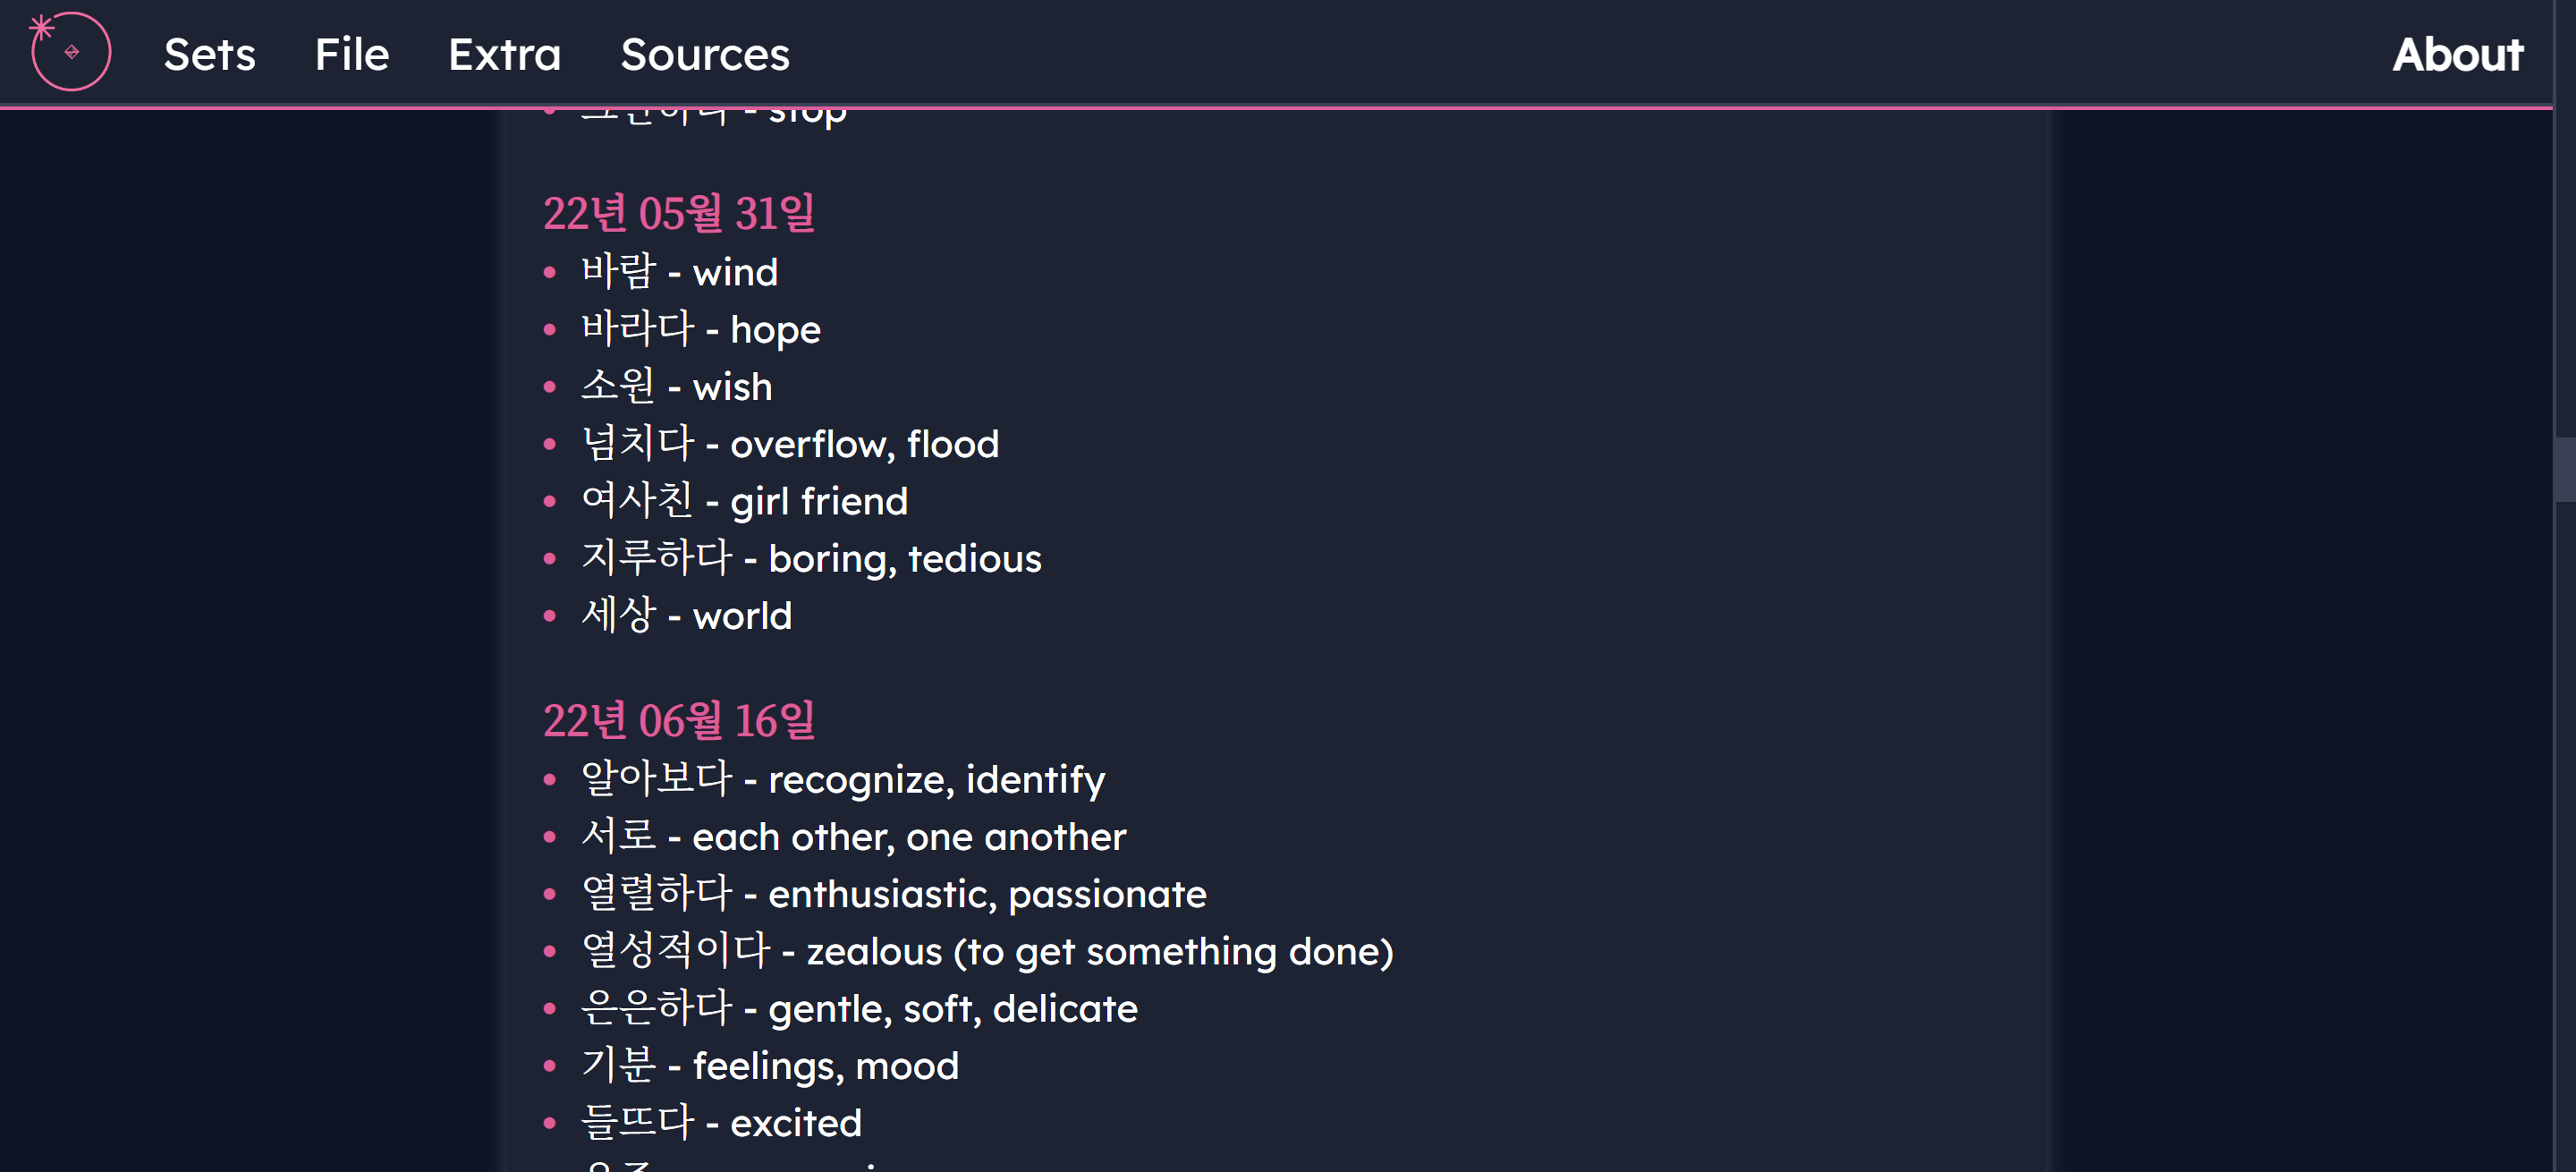 Sets File Extra Sources About
그만하다 - stop
22년 05월 31일
• 바람 - wind
• 바라다 - hope
• 소원 - wish
• 넘치다 - overflow, flood
• 여사친 - girl friend
• 지루하다 - boring, tedious
• 세상 - world
22년 06월 16일
• 알아보다 - recognize, identify
• 서로 - each other, one another
• 열렬하다 - enthusiastic, passionate
• 열성적이다 - zealous (to get something done)
• 은은하다 - gentle, soft, delicate
• 기분 - feelings, mood
• 들뜨다 - excited